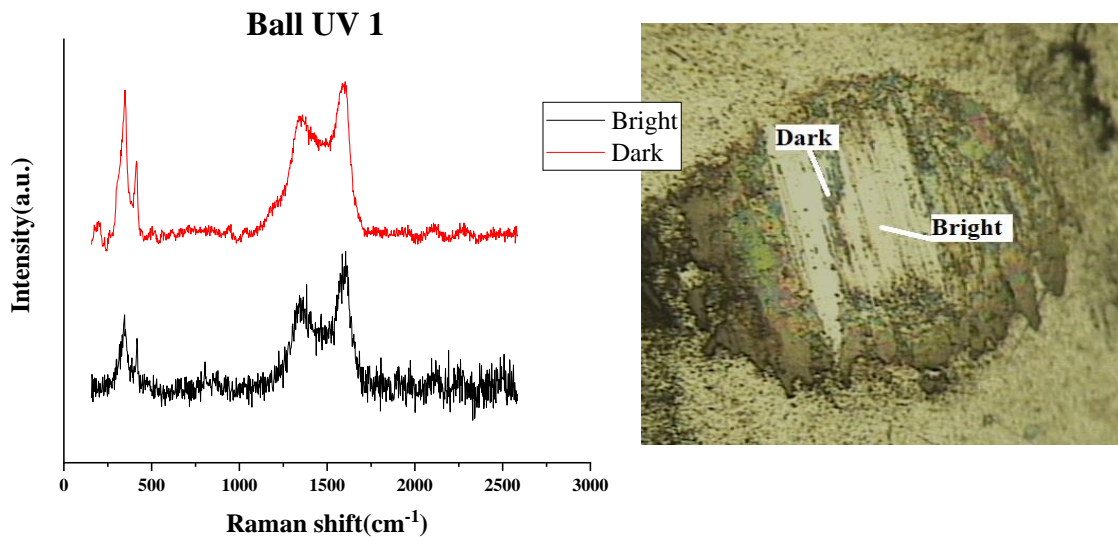 Ball UV 1
Intensity(a.u.)
Bright
Dark
0
500
1000
1500
2000
2500
3000
Raman shift(cm⁻¹)
Dark
Bright